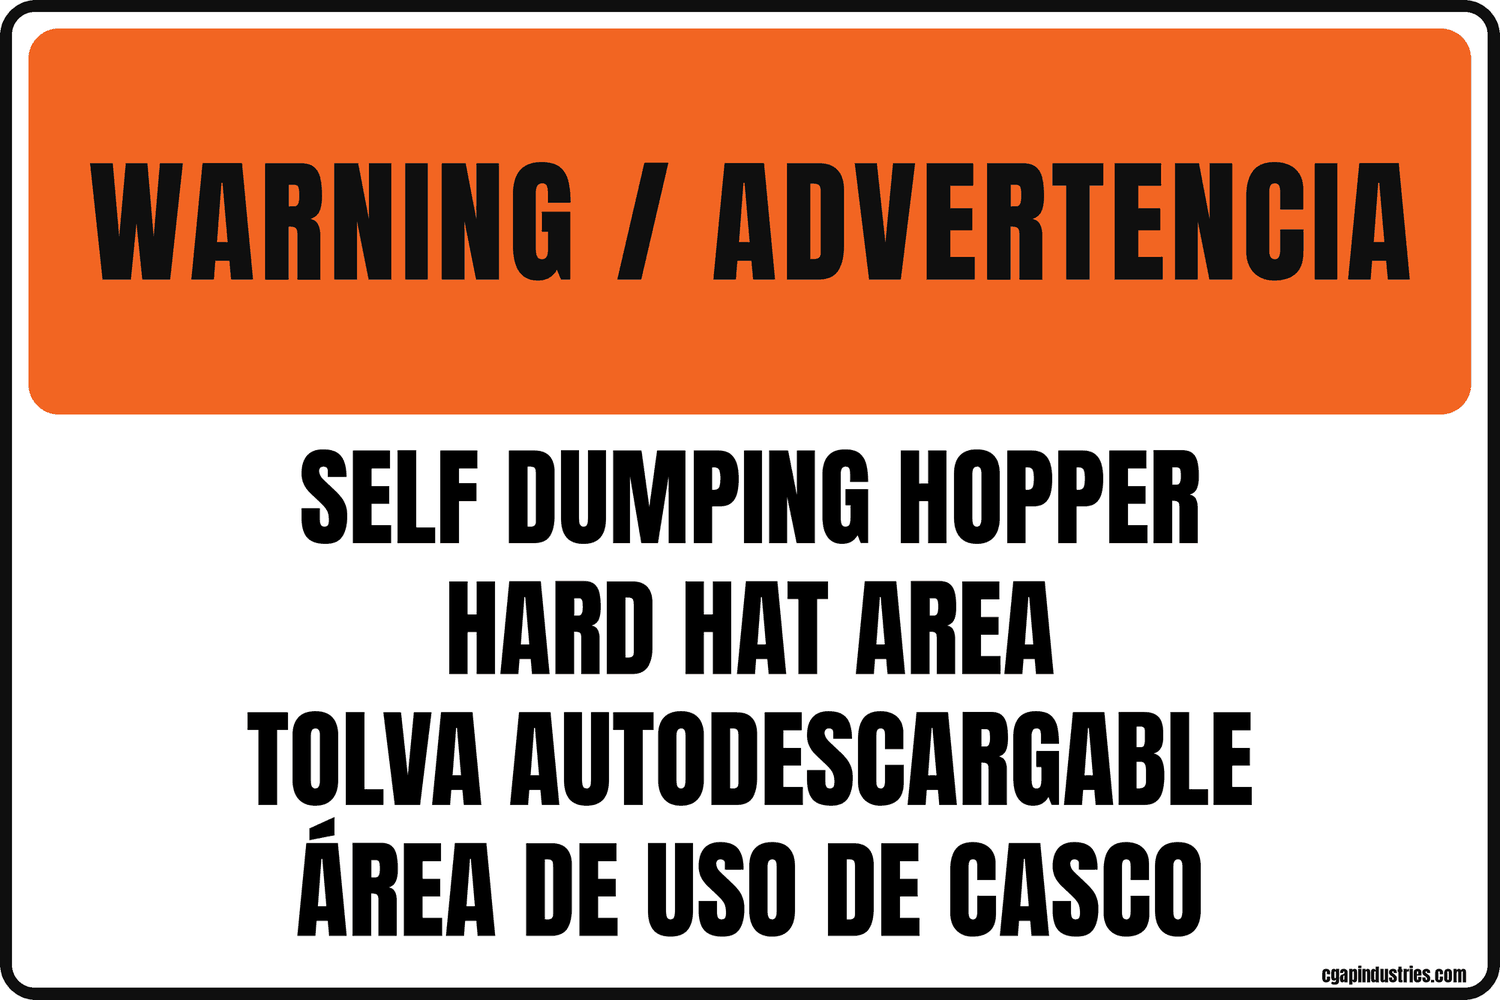 WARNING / ADVERTENCIA
SELF DUMPING HOPPER
HARD HAT AREA
TOLVA AUTODESCARGABLE
ÁREA DE USO DE CASCO
cgapindustries.com